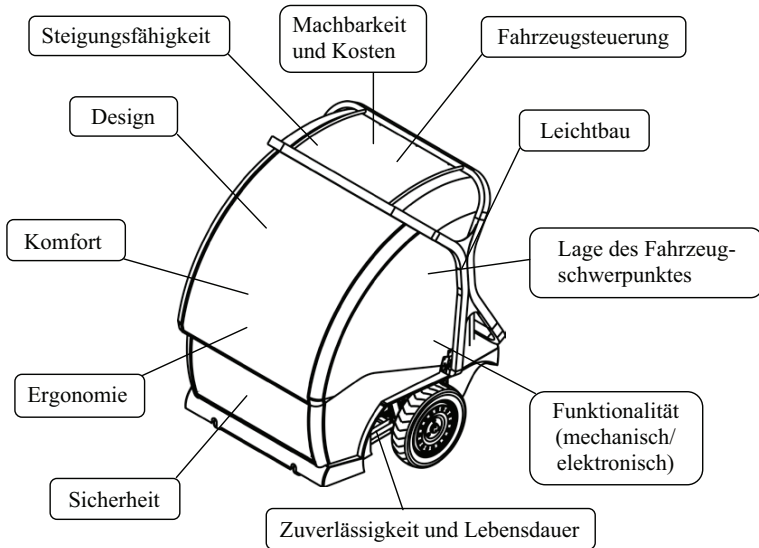 Steigungsfähigkeit
Machbarkeit
und Kosten
Fahrzeugsteuerung
Design
Leichtbau
Komfort
Lage des Fahrzeug-
schwerpunktes
Ergonomie
Funktionalität
(mechanisch/
elektronisch)
Sicherheit
Zuverlässigkeit und Lebensdauer